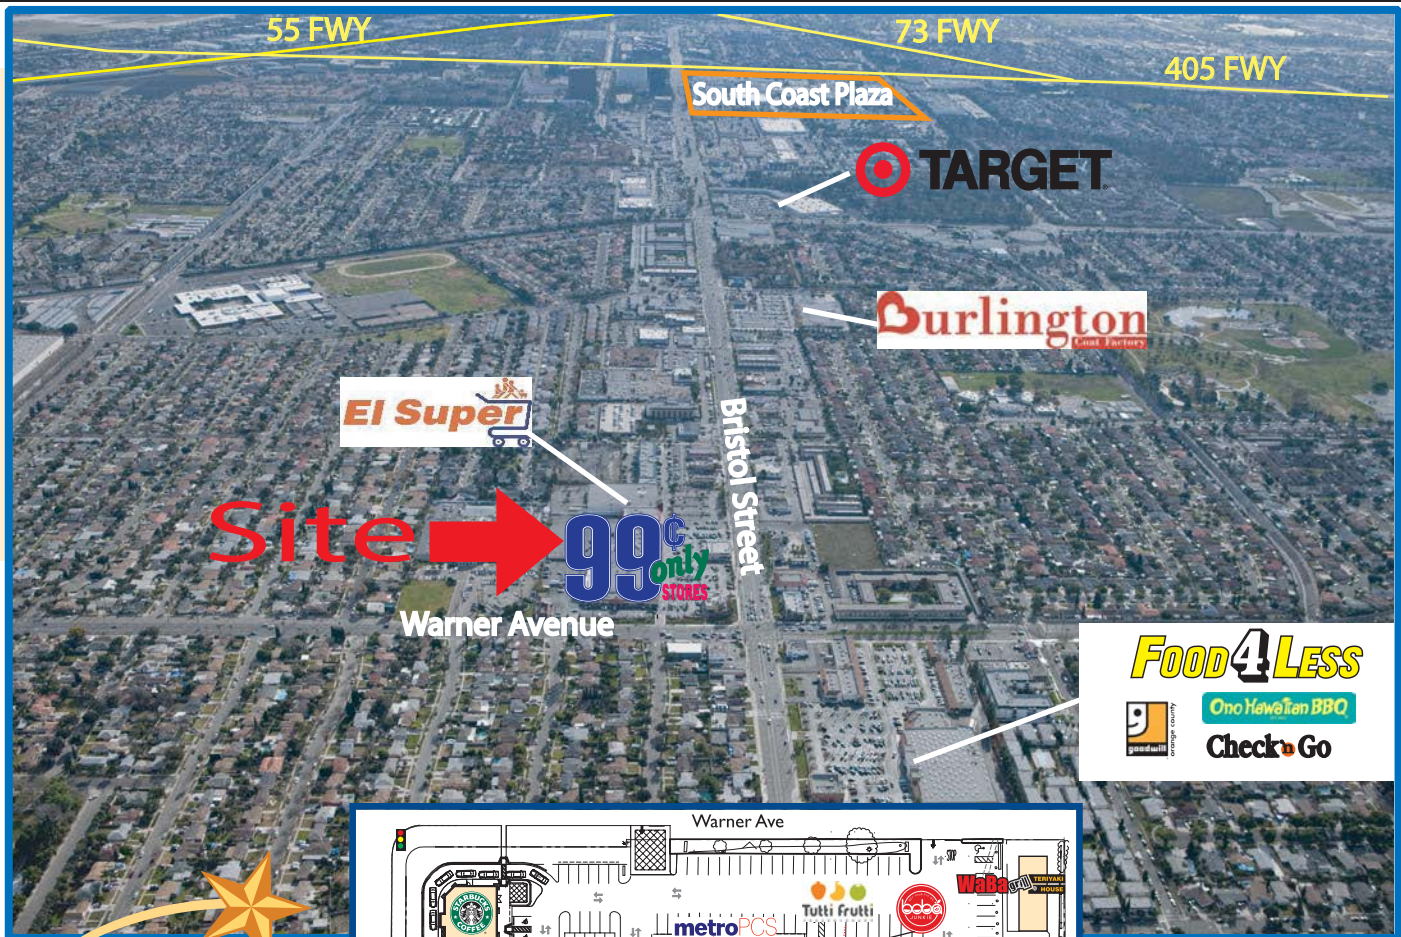 55 FWY
73 FWY
405 FWY
South Coast Plaza
TARGET
Burlington
Coat Factory
El Super
Bristol Street
Site
99¢
only
STORES
Warner Avenue
FOOD 4 LESS
goodwill
orange county
Ono Hawaiian BBQ
Check 'n Go
Warner Ave
STARBUCKS
COFFEE
metroPCS
Tutti Frutti
boba
JUNKIE
WaBa grill
TERIYAKI
HOUSE